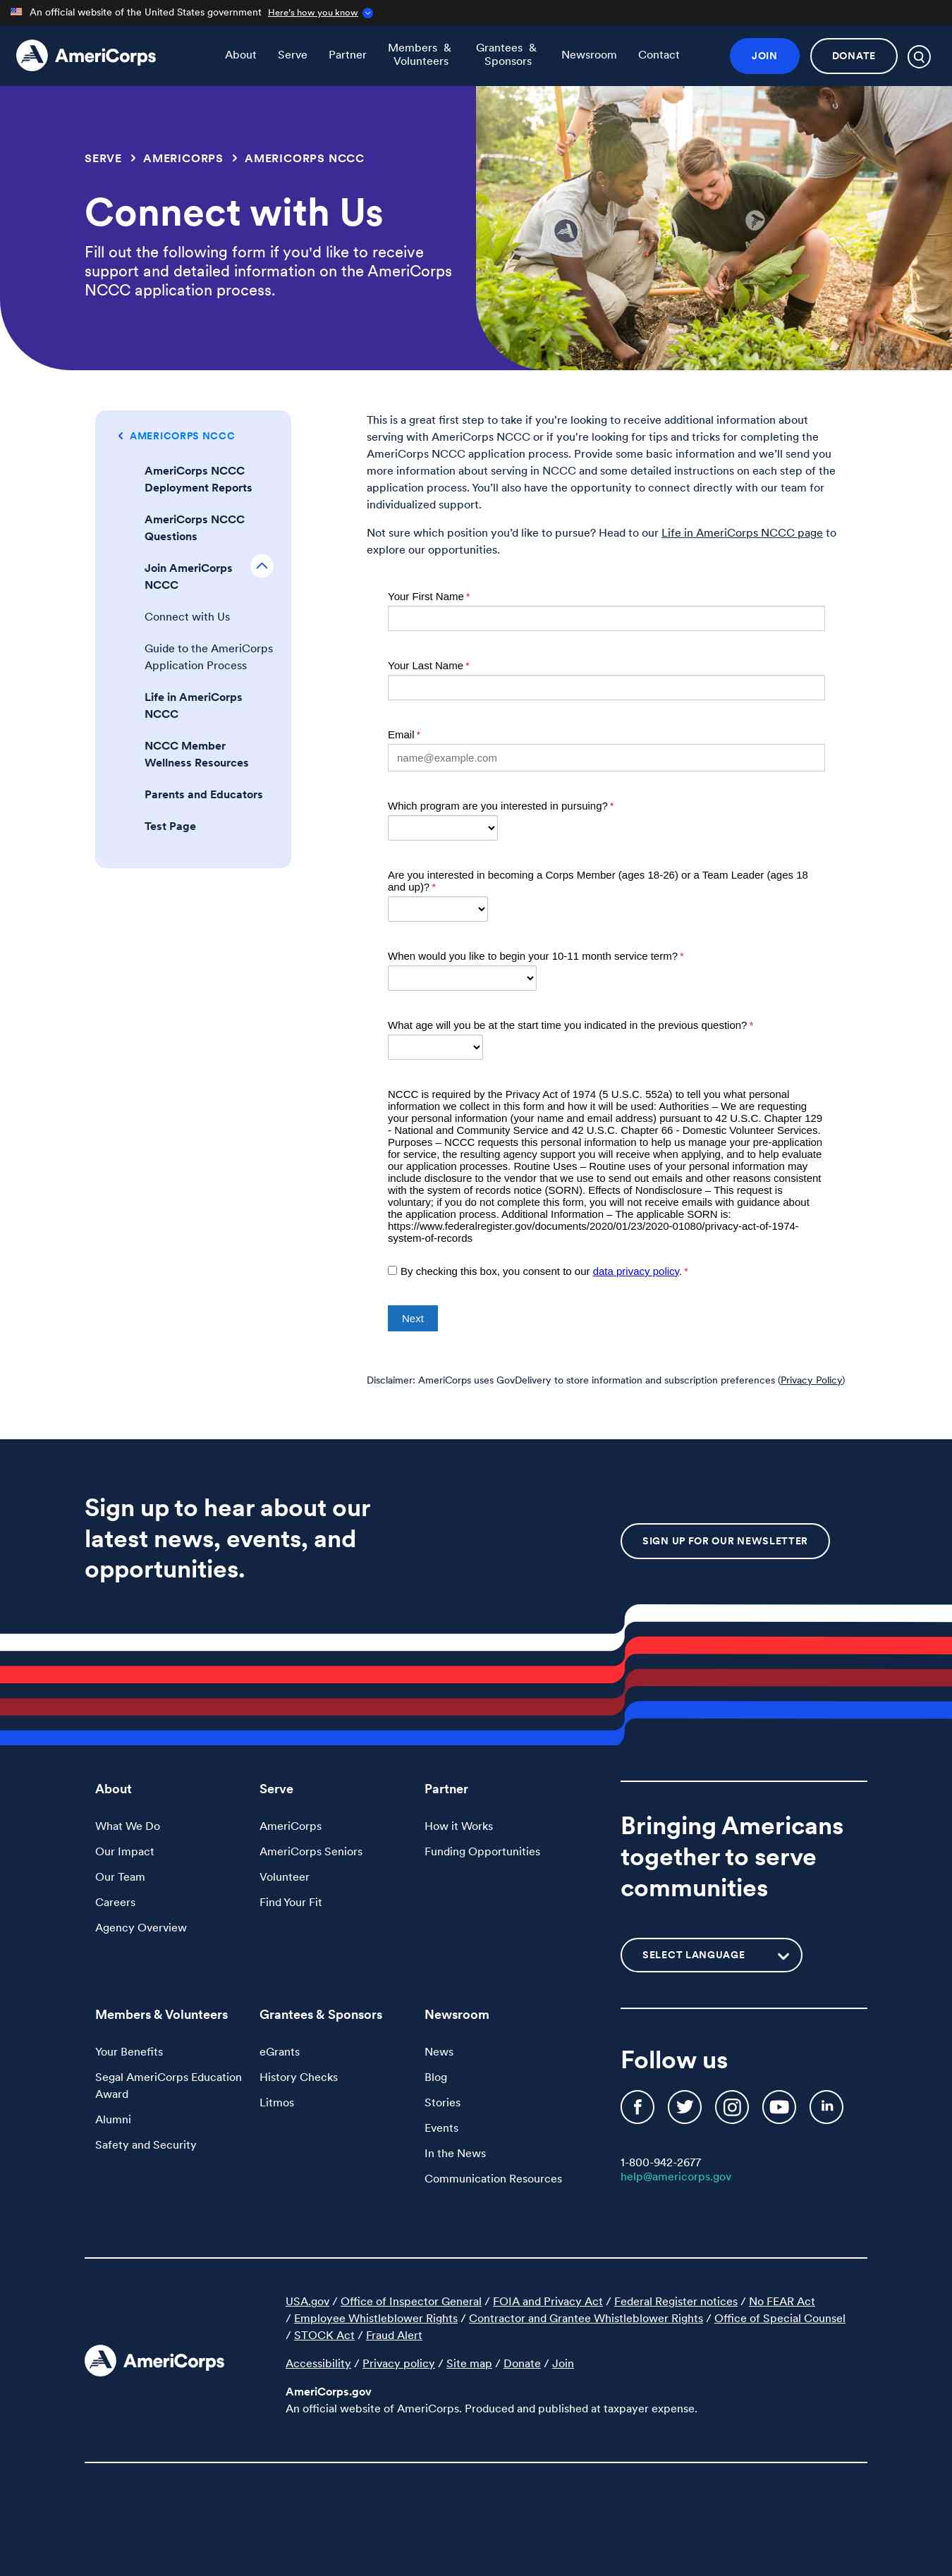 An official website of the United States government Here's how you know
AmeriCorps
About
Serve
Partner
Members &
Volunteers
Grantees &
Sponsors
Newsroom
Contact
JOIN
DONATE
SERVE > AMERICORPS > AMERICORPS NCCC
Connect with Us
Fill out the following form if you'd like to receive
support and detailed information on the AmeriCorps
NCCC application process.
AMERICORPS NCCC
AmeriCorps NCCC
Deployment Reports
AmeriCorps NCCC
Questions
Join AmeriCorps
NCCC
Connect with Us
Guide to the AmeriCorps
Application Process
Life in AmeriCorps
NCCC
NCCC Member
Wellness Resources
Parents and Educators
Test Page
This is a great first step to take if you're looking to receive additional information about
serving with AmeriCorps NCCC or if you're looking for tips and tricks for completing the
AmeriCorps NCCC application process. Provide some basic information and we'll send you
more information about serving in NCCC and some detailed instructions on each step of the
application process. You'll also have the opportunity to connect directly with our team for
individualized support.
Not sure which position you'd like to pursue? Head to our Life in AmeriCorps NCCC page to
explore our opportunities.
Your First Name *
Your Last Name *
Email *
name@example.com
Which program are you interested in pursuing? *
Are you interested in becoming a Corps Member (ages 18-26) or a Team Leader (ages 18
and up)? *
When would you like to begin your 10-11 month service term? *
What age will you be at the start time you indicated in the previous question? *
NCCC is required by the Privacy Act of 1974 (5 U.S.C. 552a) to tell you what personal
information we collect in this form and how it will be used: Authorities – We are requesting
your personal information (your name and email address) pursuant to 42 U.S.C. Chapter 129
- National and Community Service and 42 U.S.C. Chapter 66 - Domestic Volunteer Services.
Purposes – NCCC requests this personal information to help us manage your pre-application
for service, the resulting agency support you will receive when applying, and to help evaluate
our application processes. Routine Uses – Routine uses of your personal information may
include disclosure to the vendor that we use to send out emails and other reasons consistent
with the system of records notice (SORN). Effects of Nondisclosure – This request is
voluntary; if you do not complete this form, you will not receive emails with guidance about
the application process. Additional Information – The applicable SORN is:
https://www.federalregister.gov/documents/2020/01/23/2020-01080/privacy-act-of-1974-
system-of-records
By checking this box, you consent to our data privacy policy. *
Next
Disclaimer: AmeriCorps uses GovDelivery to store information and subscription preferences (Privacy Policy)
Sign up to hear about our
latest news, events, and
opportunities.
SIGN UP FOR OUR NEWSLETTER
About
What We Do
Our Impact
Our Team
Careers
Agency Overview
Serve
AmeriCorps
AmeriCorps Seniors
Volunteer
Find Your Fit
Partner
How it Works
Funding Opportunities
Bringing Americans
together to serve
communities
SELECT LANGUAGE
Members & Volunteers
Your Benefits
Segal AmeriCorps Education
Award
Alumni
Safety and Security
Grantees & Sponsors
eGrants
History Checks
Litmos
Newsroom
News
Blog
Stories
Events
In the News
Communication Resources
Follow us
1-800-942-2677
help@americorps.gov
AmeriCorps
USA.gov / Office of Inspector General / FOIA and Privacy Act / Federal Register notices / No FEAR Act
/ Employee Whistleblower Rights / Contractor and Grantee Whistleblower Rights / Office of Special Counsel
/ STOCK Act / Fraud Alert
Accessibility / Privacy policy / Site map / Donate / Join
AmeriCorps.gov
An official website of AmeriCorps. Produced and published at taxpayer expense.